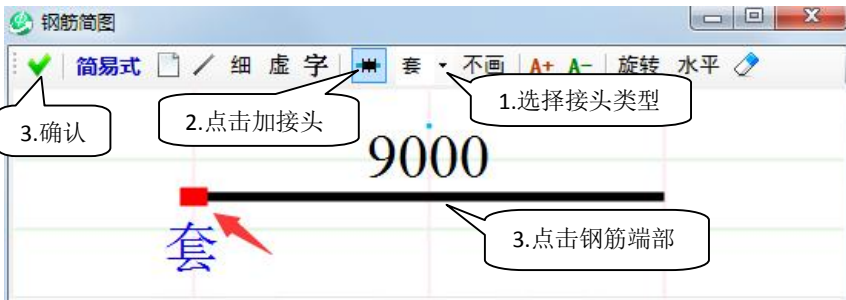 钢筋简图
简易式 细 虚 字 套 不画 A+ A- 旋转 水平
1.选择接头类型
2.点击加接头
3.确认
9000
套
3.点击钢筋端部